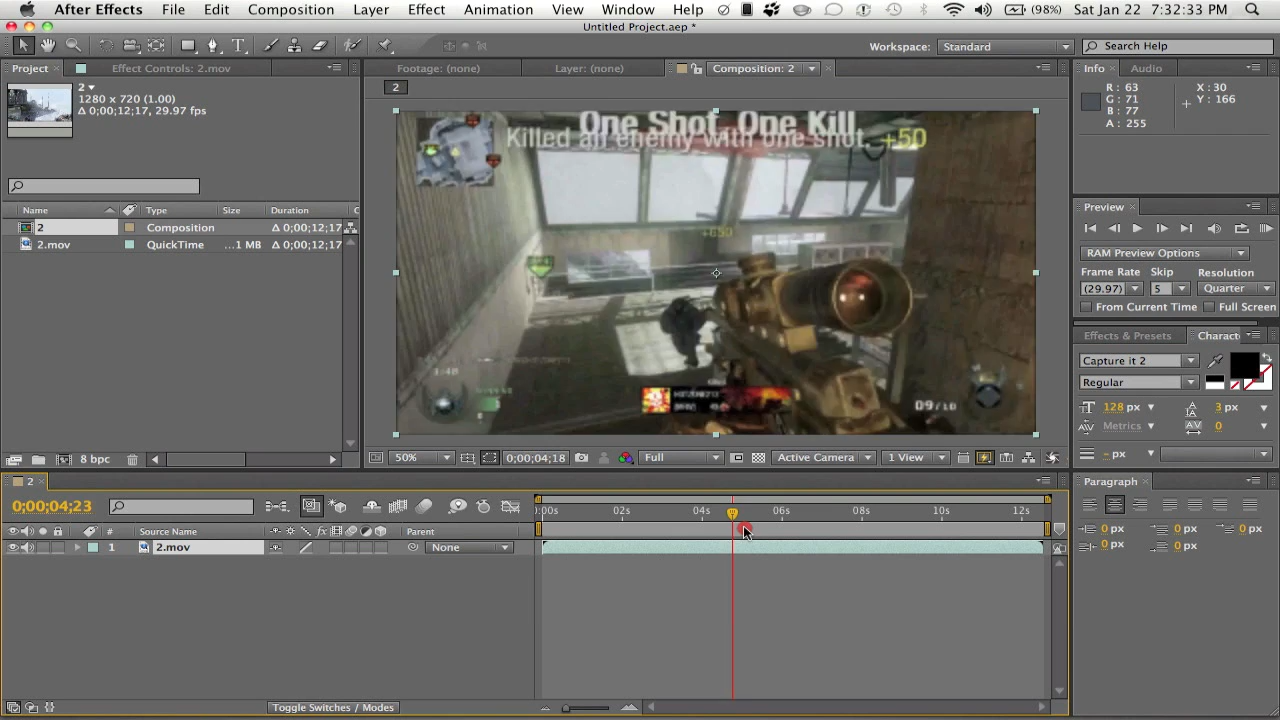 After Effects File Edit Composition Layer Effect Animation View Window Help (98%) Sat Jan 22 7:32:33 PM
Untitled Project.aep *
Workspace: Standard Search Help
Project Effect Controls: 2.mov Footage: (none) Layer: (none) Composition: 2 Info Audio
2
1280 x 720 (1.00)
Δ 0;00;12;17, 29.97 fps
2
R : 63
G : 71
B : 77
A : 255
X : 30
Y : 166
One Shot, One Kill
Killed an enemy with one shot. +50
+650
1:48
09/10
Name Type Size Duration
2 Composition Δ 0;00;12;17
2.mov QuickTime ...1 MB Δ 0;00;12;17
Preview
RAM Preview Options
Frame Rate Skip Resolution
(29.97) 5 Quarter
From Current Time Full Screen
Effects & Presets Charact
Capture it 2
Regular
128 px 3 px
Metrics 0
- px
8 bpc 50% 0;00;04;18 Full Active Camera 1 View
2
0;00;04;23
:00s 02s 04s 06s 08s 10s 12s
# Source Name Parent
1 2.mov None
Paragraph
0 px 0 px 0 px
0 px 0 px
Toggle Switches / Modes